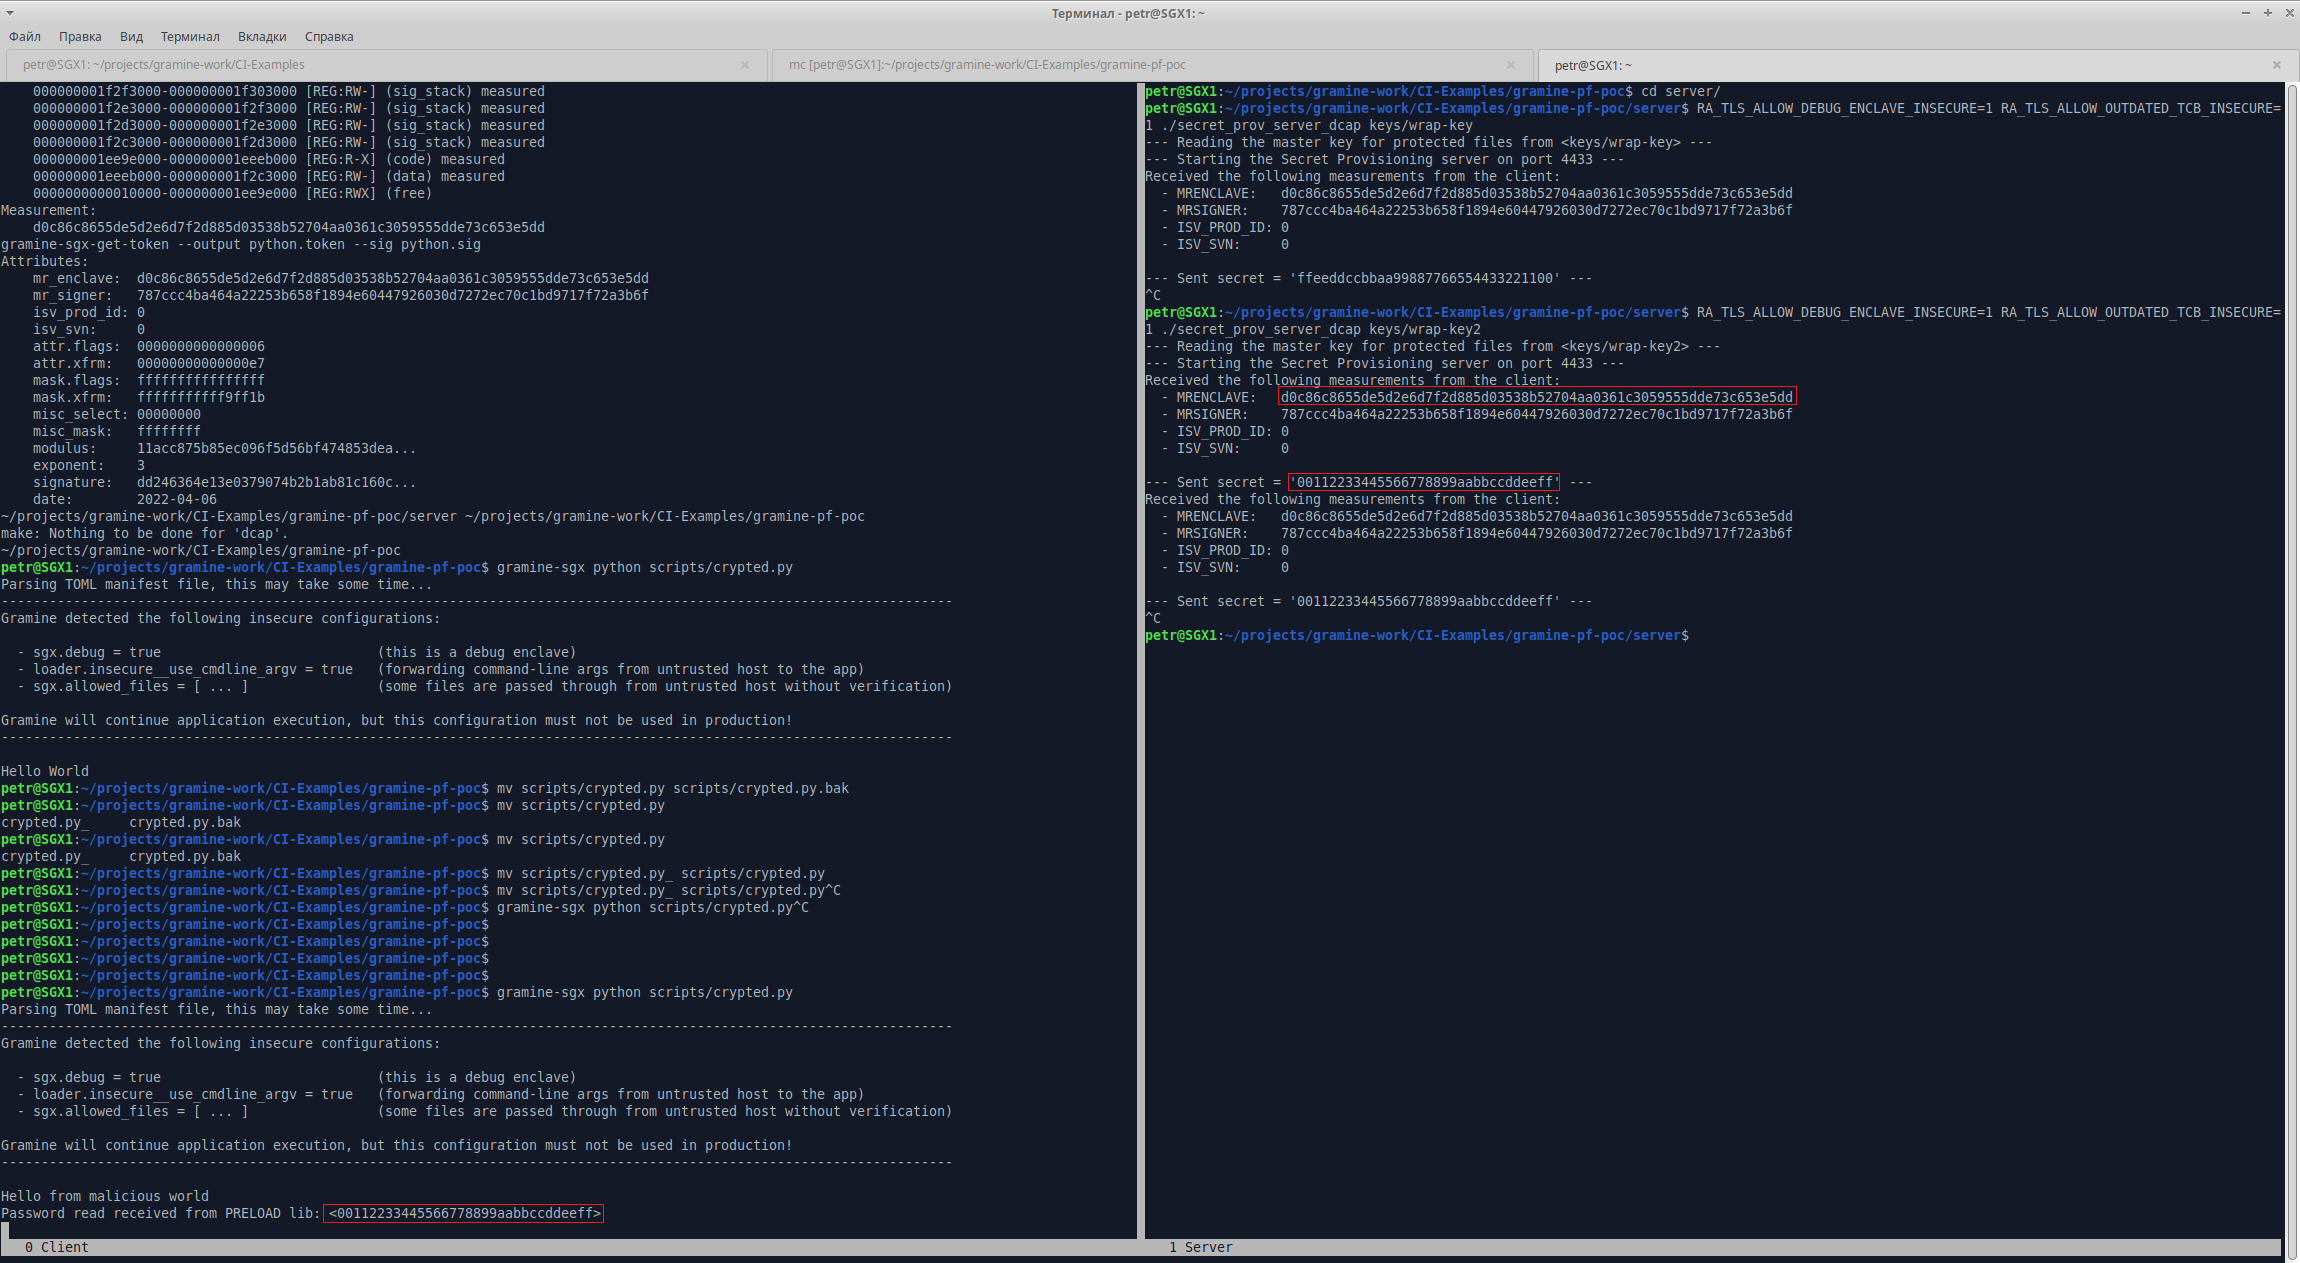 Терминал - petr@SGX1: ~
Файл Правка Вид Терминал Вкладки Справка
petr@SGX1: ~/projects/gramine-work/CI-Examples
mc [petr@SGX1]:~/projects/gramine-work/CI-Examples/gramine-pf-poc
petr@SGX1: ~
000000001f2f3000-000000001f303000 [REG:RW-] (sig_stack) measured
000000001f2e3000-000000001f2f3000 [REG:RW-] (sig_stack) measured
000000001f2d3000-000000001f2e3000 [REG:RW-] (sig_stack) measured
000000001f2c3000-000000001f2d3000 [REG:RW-] (sig_stack) measured
000000001ee9e000-000000001eeeb000 [REG:R-X] (code) measured
000000001eeeb000-000000001f2c3000 [REG:RW-] (data) measured
0000000000010000-000000001ee9e000 [REG:RWX] (free)
Measurement:
d0c86c8655de5d2e6d7f2d885d03538b52704aa0361c3059555dde73c653e5dd
gramine-sgx-get-token --output python.token --sig python.sig
Attributes:
mr_enclave: d0c86c8655de5d2e6d7f2d885d03538b52704aa0361c3059555dde73c653e5dd
mr_signer: 787ccc4ba464a22253b658f1894e60447926030d7272ec70c1bd9717f72a3b6f
isv_prod_id: 0
isv_svn: 0
attr.flags: 0000000000000006
attr.xfrm: 00000000000000e7
mask.flags: ffffffffffffffff
mask.xfrm: fffffffffff9ff1b
misc_select: 00000000
misc_mask: ffffffff
modulus: 11acc875b85ec096f5d56bf474853dea...
exponent: 3
signature: dd246364e13e0379074b2b1ab81c160c...
date: 2022-04-06
~/projects/gramine-work/CI-Examples/gramine-pf-poc/server ~/projects/gramine-work/CI-Examples/gramine-pf-poc
make: Nothing to be done for 'dcap'.
~/projects/gramine-work/CI-Examples/gramine-pf-poc
petr@SGX1:~/projects/gramine-work/CI-Examples/gramine-pf-poc$ gramine-sgx python scripts/crypted.py
Parsing TOML manifest file, this may take some time...
-----------------------------------------------------------------------------------------------------------------------
Gramine detected the following insecure configurations:
- sgx.debug = true (this is a debug enclave)
- loader.insecure__use_cmdline_argv = true (forwarding command-line args from untrusted host to the app)
- sgx.allowed_files = [ ... ] (some files are passed through from untrusted host without verification)
Gramine will continue application execution, but this configuration must not be used in production!
-----------------------------------------------------------------------------------------------------------------------
Hello World
petr@SGX1:~/projects/gramine-work/CI-Examples/gramine-pf-poc$ mv scripts/crypted.py scripts/crypted.py.bak
petr@SGX1:~/projects/gramine-work/CI-Examples/gramine-pf-poc$ mv scripts/crypted.py
crypted.py_ crypted.py.bak
petr@SGX1:~/projects/gramine-work/CI-Examples/gramine-pf-poc$ mv scripts/crypted.py
crypted.py_ crypted.py.bak
petr@SGX1:~/projects/gramine-work/CI-Examples/gramine-pf-poc$ mv scripts/crypted.py_ scripts/crypted.py
petr@SGX1:~/projects/gramine-work/CI-Examples/gramine-pf-poc$ mv scripts/crypted.py_ scripts/crypted.py^C
petr@SGX1:~/projects/gramine-work/CI-Examples/gramine-pf-poc$ gramine-sgx python scripts/crypted.py^C
petr@SGX1:~/projects/gramine-work/CI-Examples/gramine-pf-poc$
petr@SGX1:~/projects/gramine-work/CI-Examples/gramine-pf-poc$
petr@SGX1:~/projects/gramine-work/CI-Examples/gramine-pf-poc$
petr@SGX1:~/projects/gramine-work/CI-Examples/gramine-pf-poc$
petr@SGX1:~/projects/gramine-work/CI-Examples/gramine-pf-poc$ gramine-sgx python scripts/crypted.py
Parsing TOML manifest file, this may take some time...
-----------------------------------------------------------------------------------------------------------------------
Gramine detected the following insecure configurations:
- sgx.debug = true (this is a debug enclave)
- loader.insecure__use_cmdline_argv = true (forwarding command-line args from untrusted host to the app)
- sgx.allowed_files = [ ... ] (some files are passed through from untrusted host without verification)
Gramine will continue application execution, but this configuration must not be used in production!
-----------------------------------------------------------------------------------------------------------------------
Hello from malicious world
Password read received from PRELOAD lib: <00112233445566778899aabbccddeeff>
0 Client
petr@SGX1:~/projects/gramine-work/CI-Examples/gramine-pf-poc$ cd server/
petr@SGX1:~/projects/gramine-work/CI-Examples/gramine-pf-poc/server$ RA_TLS_ALLOW_DEBUG_ENCLAVE_INSECURE=1 RA_TLS_ALLOW_OUTDATED_TCB_INSECURE=
1 ./secret_prov_server_dcap keys/wrap-key
--- Reading the master key for protected files from <keys/wrap-key> ---
--- Starting the Secret Provisioning server on port 4433 ---
Received the following measurements from the client:
- MRENCLAVE: d0c86c8655de5d2e6d7f2d885d03538b52704aa0361c3059555dde73c653e5dd
- MRSIGNER: 787ccc4ba464a22253b658f1894e60447926030d7272ec70c1bd9717f72a3b6f
- ISV_PROD_ID: 0
- ISV_SVN: 0
--- Sent secret = 'ffeeddccbbaa99887766554433221100' ---
^C
petr@SGX1:~/projects/gramine-work/CI-Examples/gramine-pf-poc/server$ RA_TLS_ALLOW_DEBUG_ENCLAVE_INSECURE=1 RA_TLS_ALLOW_OUTDATED_TCB_INSECURE=
1 ./secret_prov_server_dcap keys/wrap-key2
--- Reading the master key for protected files from <keys/wrap-key2> ---
--- Starting the Secret Provisioning server on port 4433 ---
Received the following measurements from the client:
- MRENCLAVE: d0c86c8655de5d2e6d7f2d885d03538b52704aa0361c3059555dde73c653e5dd
- MRSIGNER: 787ccc4ba464a22253b658f1894e60447926030d7272ec70c1bd9717f72a3b6f
- ISV_PROD_ID: 0
- ISV_SVN: 0
--- Sent secret = '00112233445566778899aabbccddeeff' ---
Received the following measurements from the client:
- MRENCLAVE: d0c86c8655de5d2e6d7f2d885d03538b52704aa0361c3059555dde73c653e5dd
- MRSIGNER: 787ccc4ba464a22253b658f1894e60447926030d7272ec70c1bd9717f72a3b6f
- ISV_PROD_ID: 0
- ISV_SVN: 0
--- Sent secret = '00112233445566778899aabbccddeeff' ---
^C
petr@SGX1:~/projects/gramine-work/CI-Examples/gramine-pf-poc/server$
1 Server